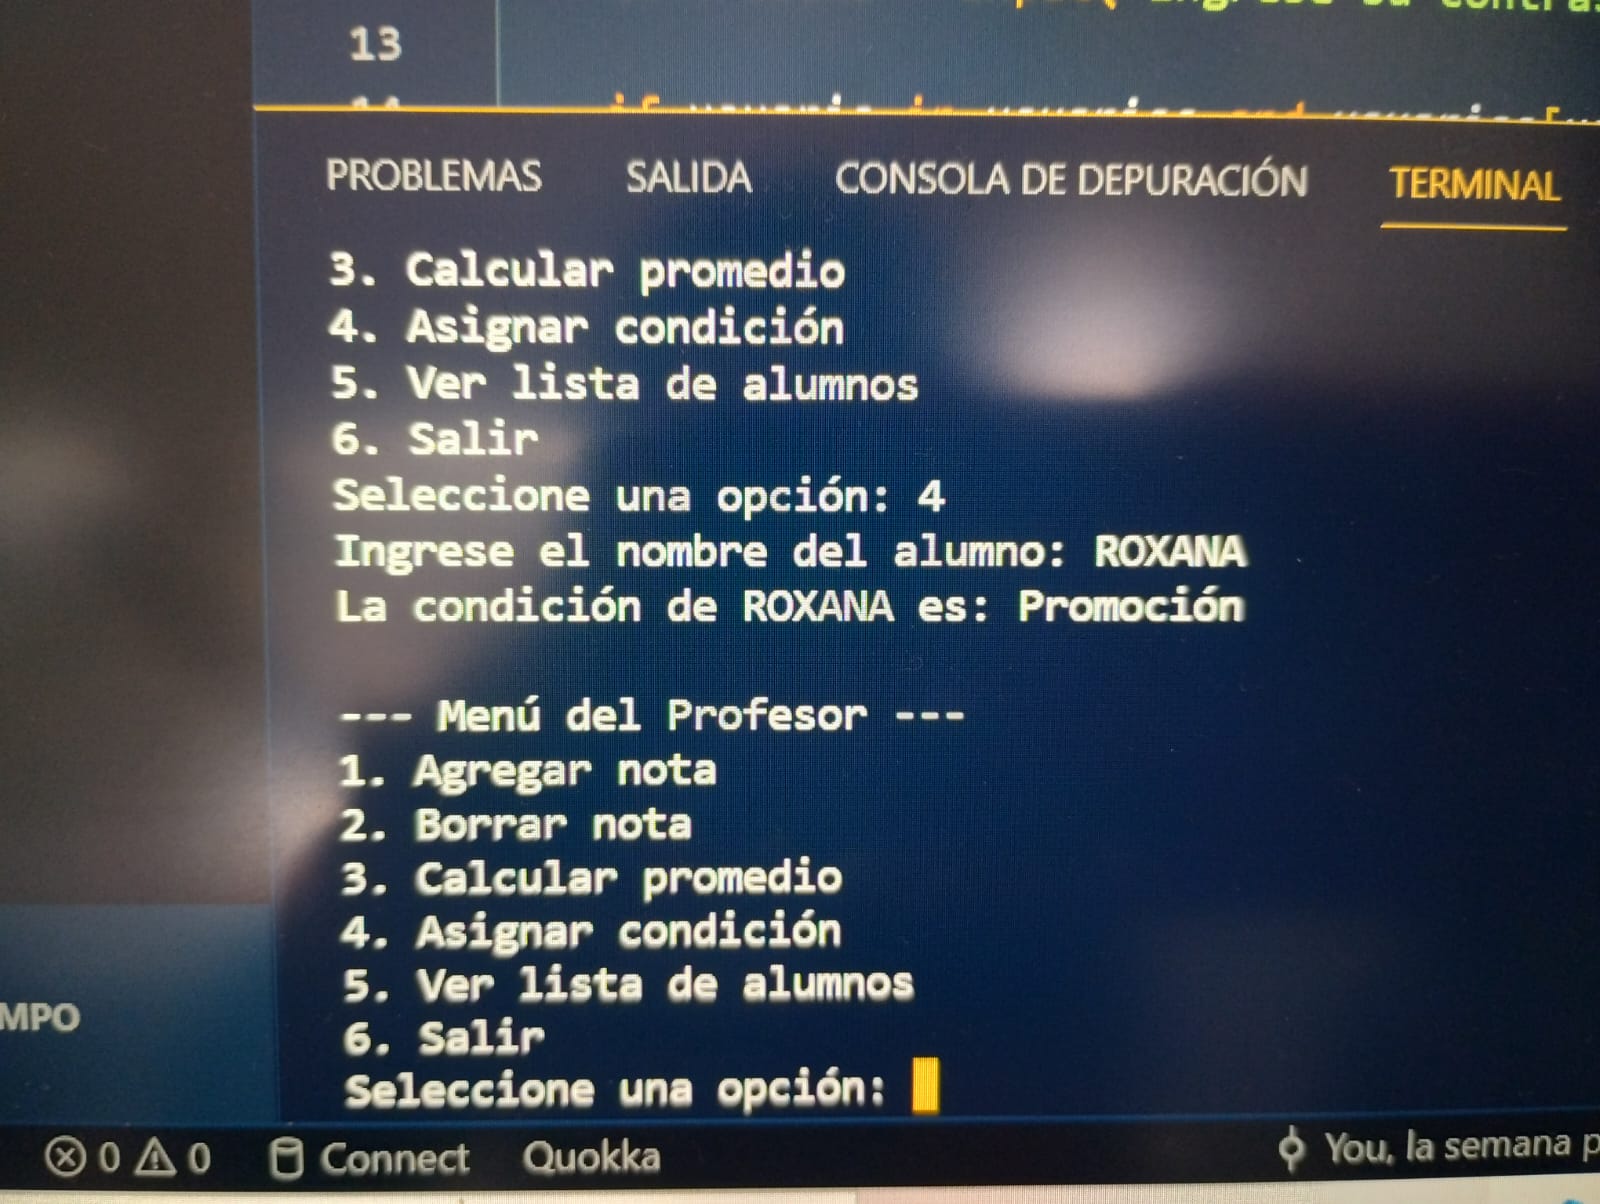 13
PROBLEMAS SALIDA CONSOLA DE DEPURACIÓN TERMINAL
3. Calcular promedio
4. Asignar condición
5. Ver lista de alumnos
6. Salir
Seleccione una opción: 4
Ingrese el nombre del alumno: ROXANA
La condición de ROXANA es: Promoción
--- Menú del Profesor ---
1. Agregar nota
2. Borrar nota
3. Calcular promedio
4. Asignar condición
5. Ver lista de alumnos
6. Salir
Seleccione una opción:
MPO
0 0 Connect Quokka You, la semana p